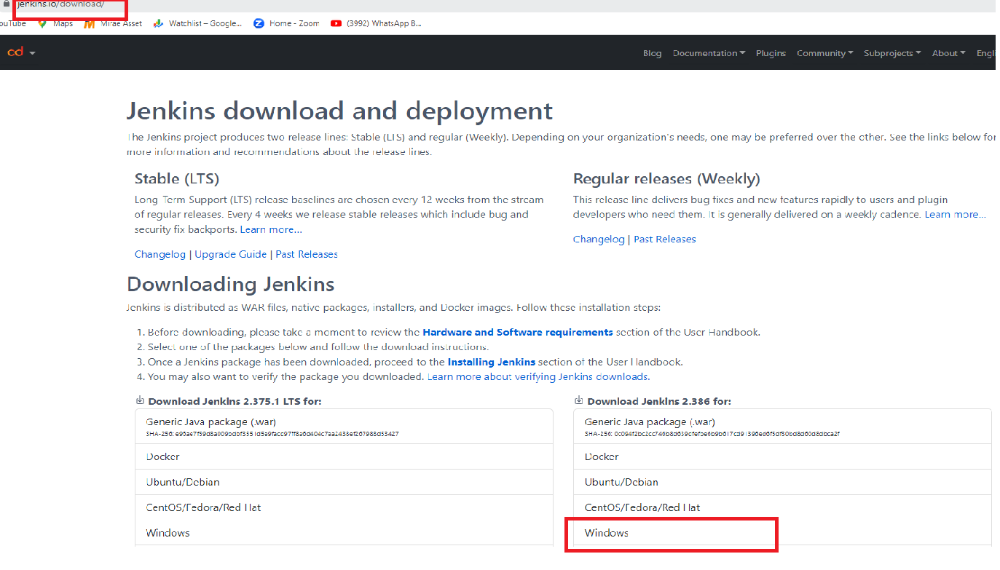 jenkins.io/download/
ouTube Maps Mirae Asset Watchlist – Google... Home - Zoom (3992) WhatsApp B...
cd Blog Documentation Plugins Community Subprojects About Engli
Jenkins download and deployment
The Jenkins project produces two release lines: Stable (LTS) and regular (Weekly). Depending on your organization's needs, one may be preferred over the other. See the links below for
more information and recommendations about the release lines.
Stable (LTS)
Long-Term Support (LTS) release baselines are chosen every 12 weeks from the stream
of regular releases. Every 4 weeks we release stable releases which include bug and
security fix backports. Learn more...
Changelog | Upgrade Guide | Past Releases
Regular releases (Weekly)
This release line delivers bug fixes and new features rapidly to users and plugin
developers who need them. It is generally delivered on a weekly cadence. Learn more...
Changelog | Past Releases
Downloading Jenkins
Jenkins is distributed as WAR files, native packages, installers, and Docker images. Follow these installation steps:
1. Before downloading, please take a moment to review the Hardware and Software requirements section of the User Handbook.
2. Select one of the packages below and follow the download instructions.
3. Once a Jenkins package has been downloaded, proceed to the Installing Jenkins section of the User Handbook.
4. You may also want to verify the package you downloaded. Learn more about verifying Jenkins downloads.
Download Jenkins 2.375.1 LTS for:
Generic Java package (.war)
SHA-256:
Docker
Ubuntu/Debian
CentOS/Fedora/Red Hat
Windows
Download Jenkins 2.386 for:
Generic Java package (.war)
SHA-256:
Docker
Ubuntu/Debian
CentOS/Fedora/Red Hat
Windows